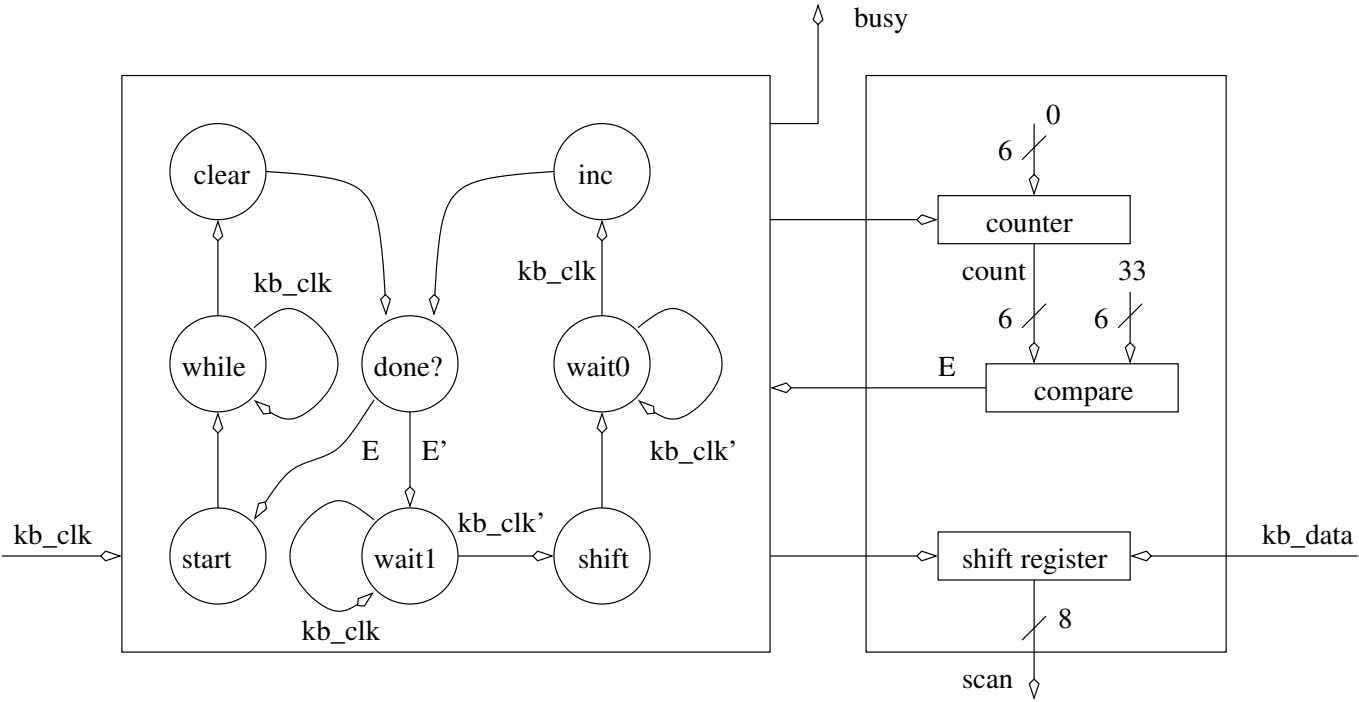 busy
0
6
clear
inc
counter
kb_clk
count
33
kb_clk
6
6
while
done?
wait0
E
compare
E
E’
kb_clk’
kb_clk
kb_clk’
kb_data
start
wait1
shift
shift register
kb_clk
8
scan